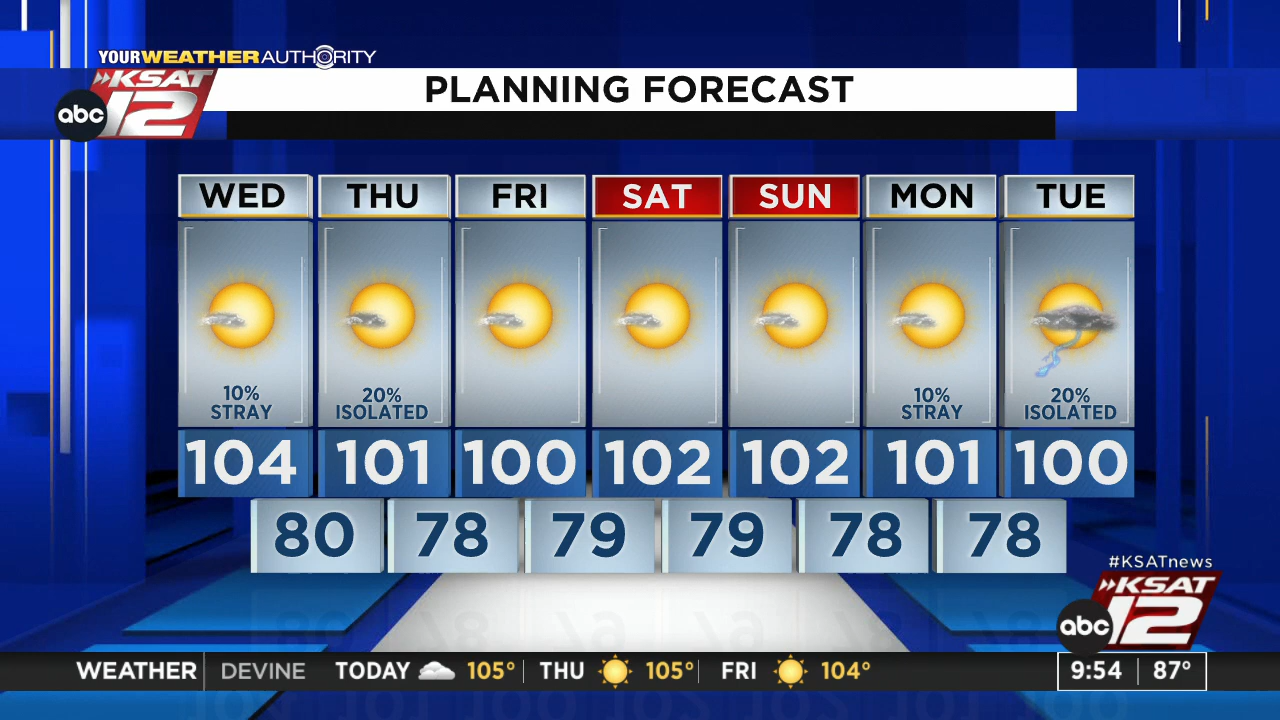 YOURWEATHERAUTHORITY
KSAT
abc 12
PLANNING FORECAST
WED THU FRI SAT SUN MON TUE
10% 20% 10% 20%
STRAY ISOLATED STRAY ISOLATED
104 101 100 102 102 101 100
80 78 79 79 78 78
#KSATnews
KSAT
abc 12
WEATHER DEVINE TODAY 105° THU 105° FRI 104° 9:54 87°